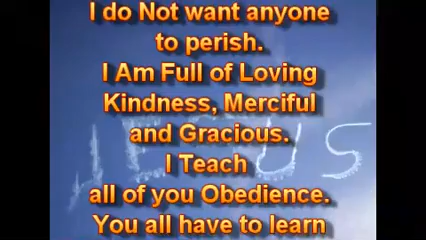 I do Not want anyone
to perish.
I Am Full of Loving
Kindness, Merciful
and Gracious.
I Teach
all of you Obedience.
You all have to learn
JESUS